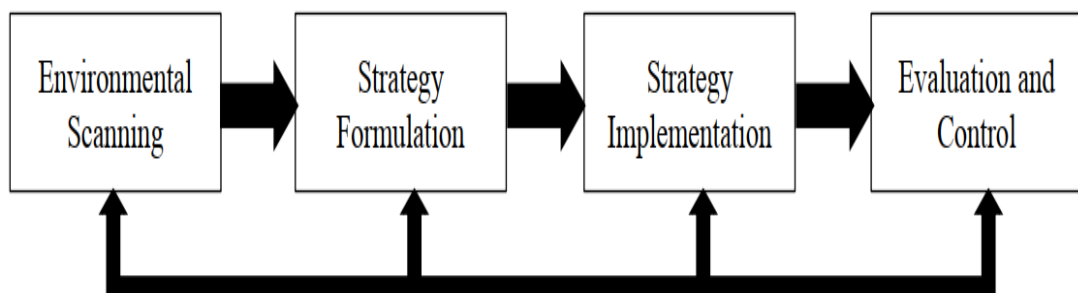 Environmental
Scanning
Strategy
Formulation
Strategy
Implementation
Evaluation and
Control